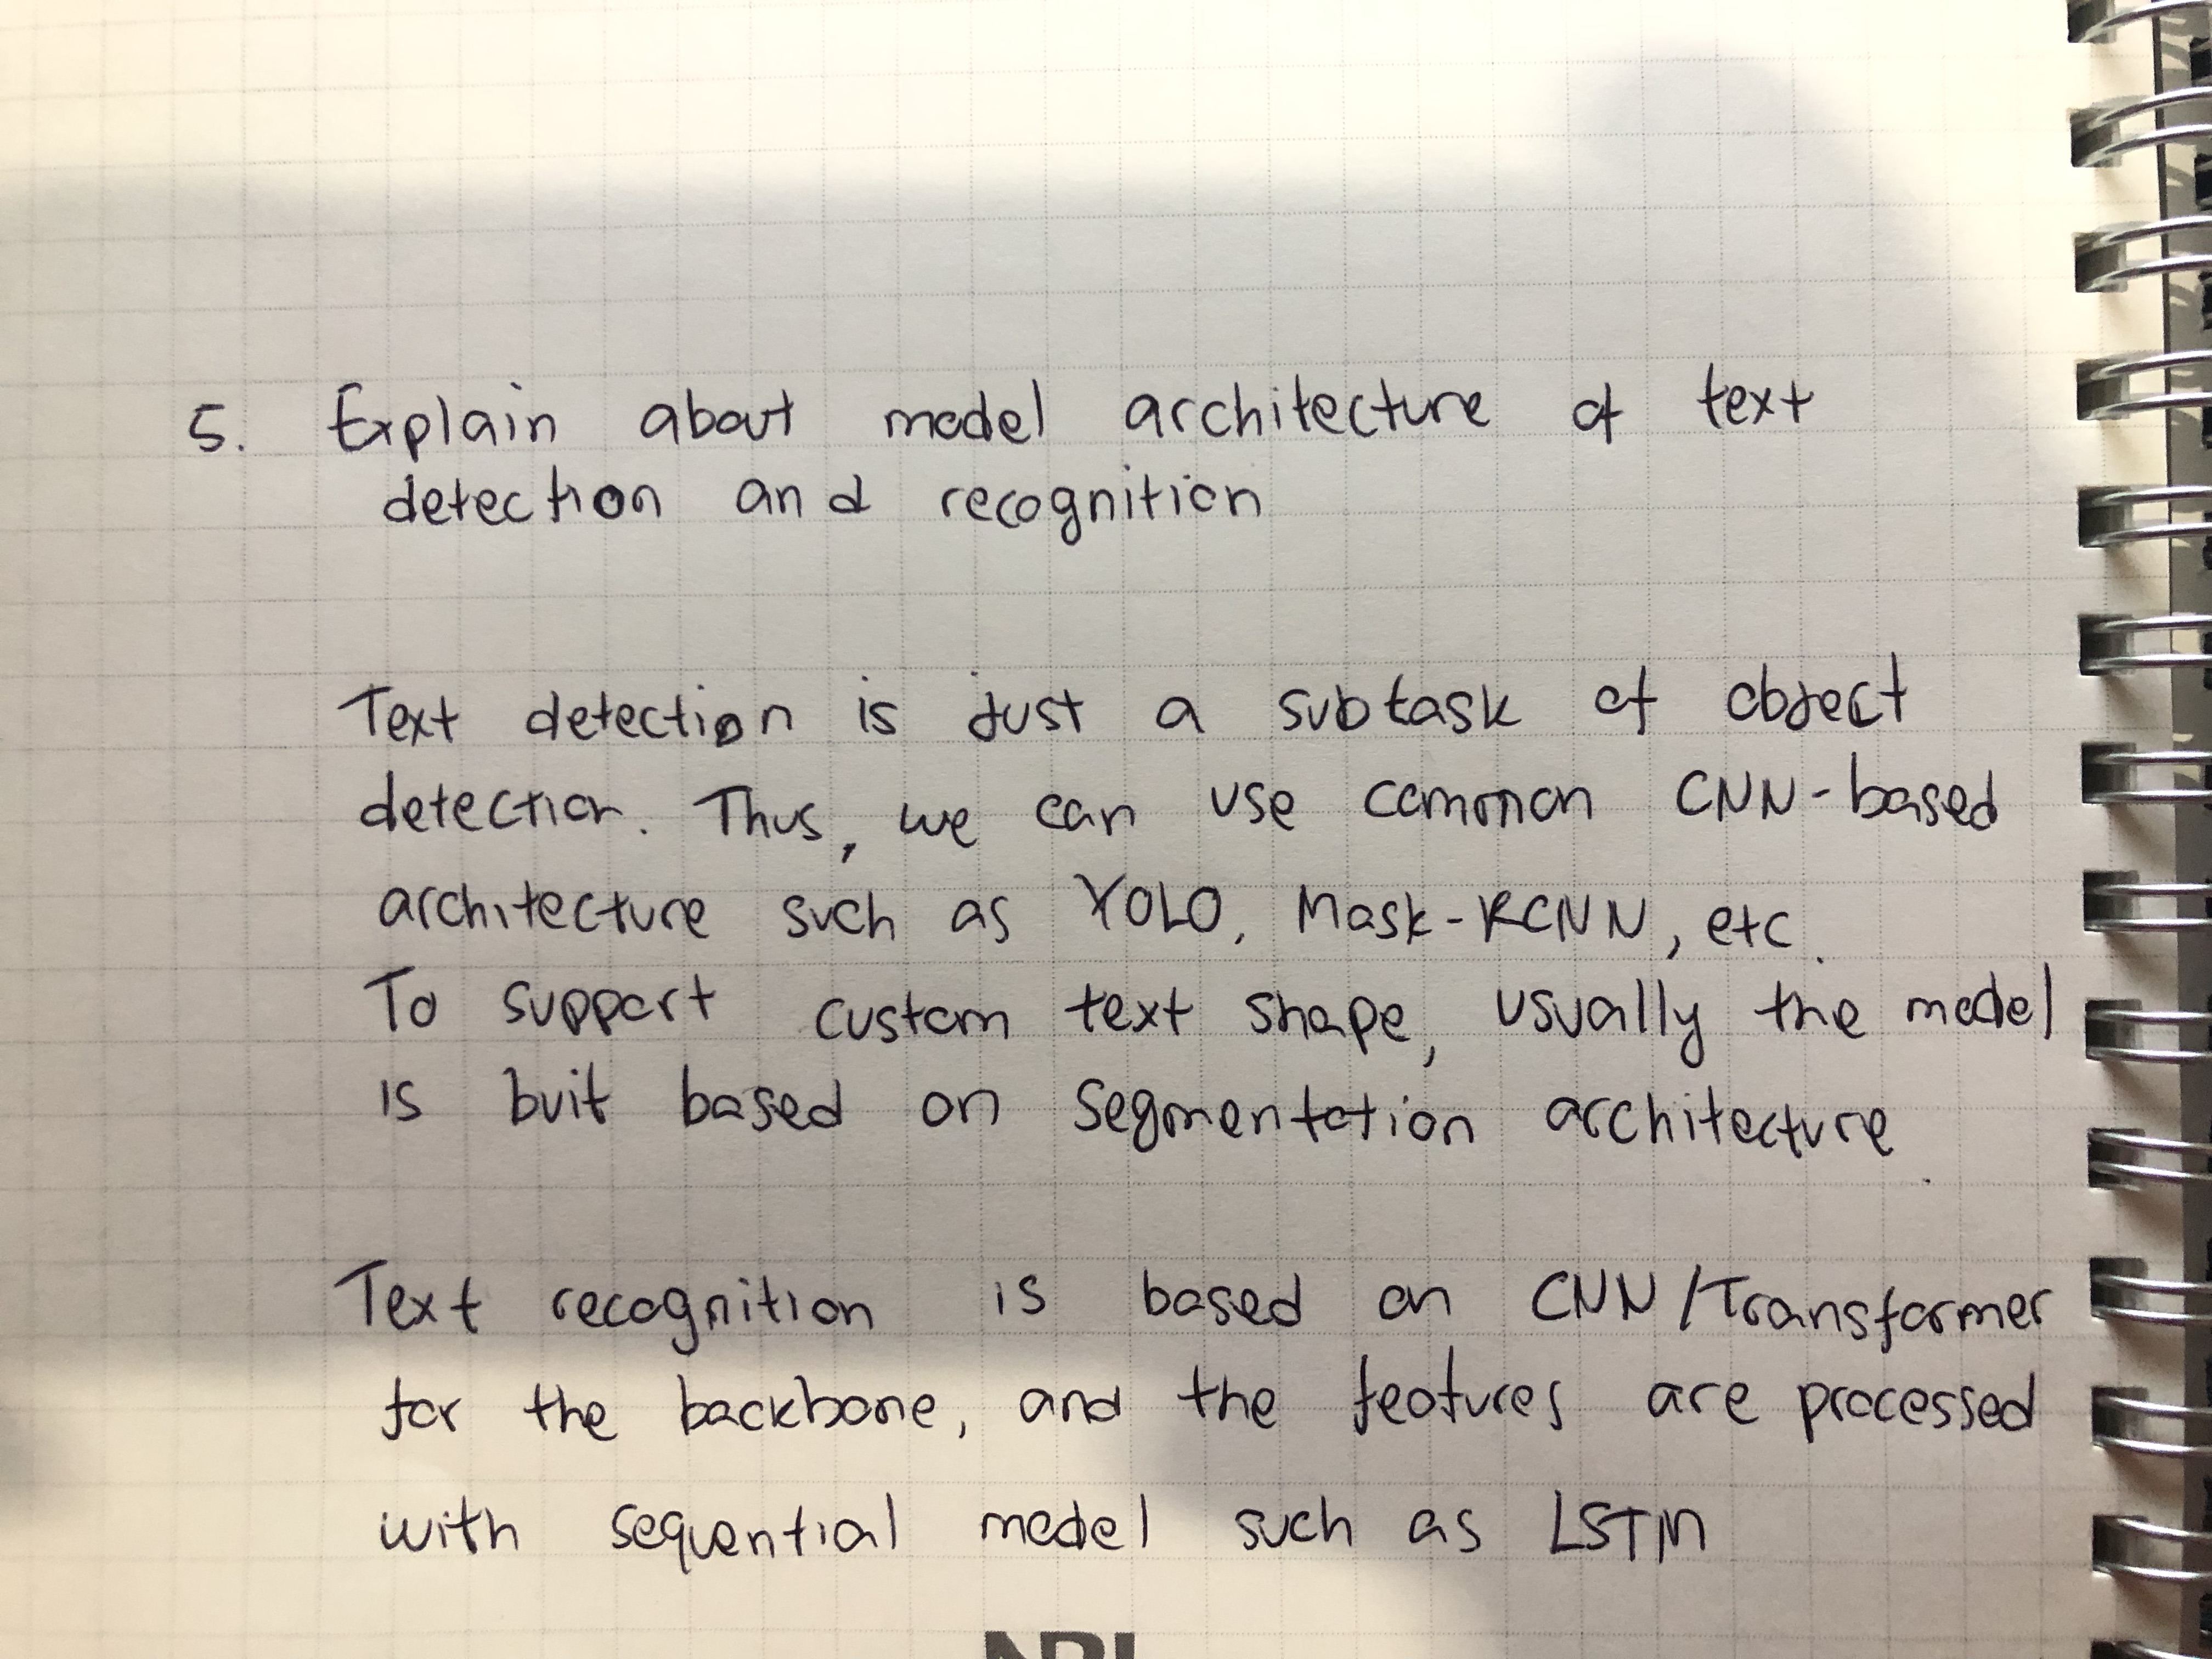 5. Explain about model architecture of text
detection and recognition
Text detection is just a subtask of object
detection. Thus, we can use common CNN-based
architecture such as YOLO, Mask-RCNN, etc.
To support custom text shape, usually the model
is buit based on segmentation architecture.
Text recognition is based on CNN/Transformer
for the backbone, and the features are processed
with sequential model such as LSTM